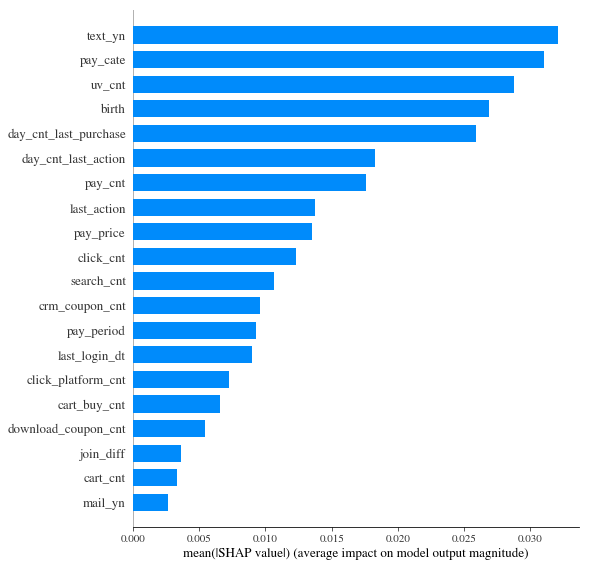 text_yn
pay_cate
uv_cnt
birth
day_cnt_last_purchase
day_cnt_last_action
pay_cnt
last_action
pay_price
click_cnt
search_cnt
crm_coupon_cnt
pay_period
last_login_dt
click_platform_cnt
cart_buy_cnt
download_coupon_cnt
join_diff
cart_cnt
mail_yn
0.000 0.005 0.010 0.015 0.020 0.025 0.030
mean(|SHAP value|) (average impact on model output magnitude)